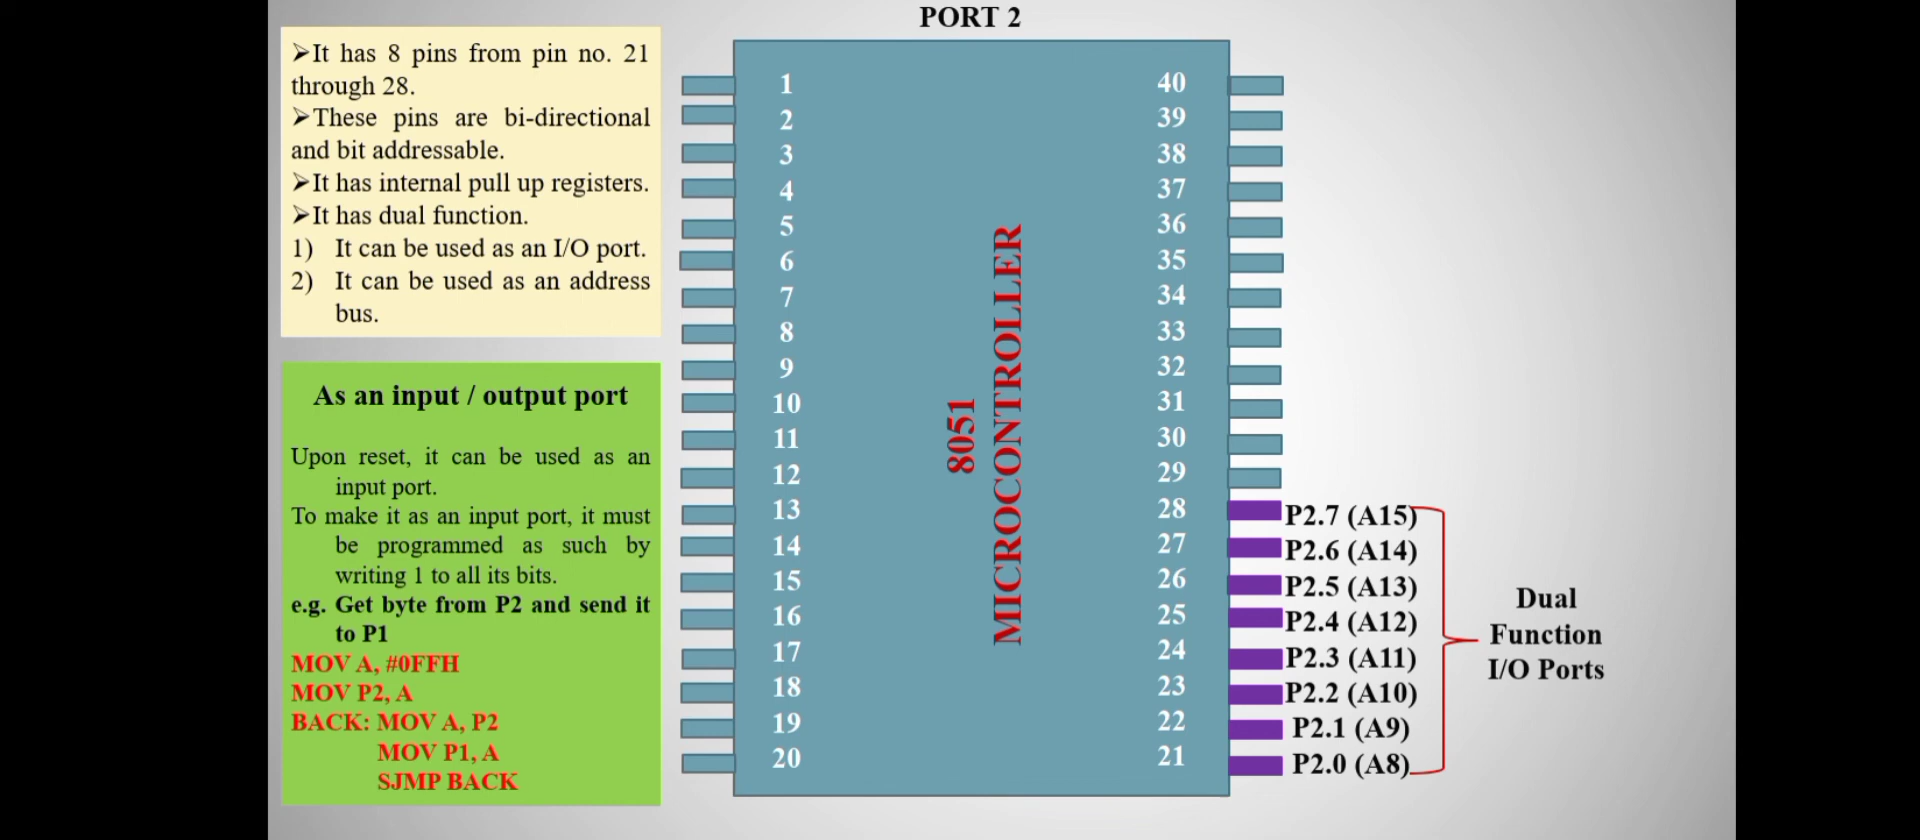 PORT 2
➢It has 8 pins from pin no. 21
through 28.
➢These pins are bi-directional
and bit addressable.
➢It has internal pull up registers.
➢It has dual function.
1) It can be used as an I/O port.
2) It can be used as an address
bus.
As an input / output port
Upon reset, it can be used as an
input port.
To make it as an input port, it must
be programmed as such by
writing 1 to all its bits.
e.g. Get byte from P2 and send it
to P1
MOV A, #0FFH
MOV P2, A
BACK: MOV A, P2
MOV P1, A
SJMP BACK
1
2
3
4
5
6
7
8
9
10
11
12
13
14
15
16
17
18
19
20
8051
MICROCONTROLLER
40
39
38
37
36
35
34
33
32
31
30
29
28 P2.7 (A15)
27 P2.6 (A14)
26 P2.5 (A13)
25 P2.4 (A12)
24 P2.3 (A11)
23 P2.2 (A10)
22 P2.1 (A9)
21 P2.0 (A8)
Dual
Function
I/O Ports